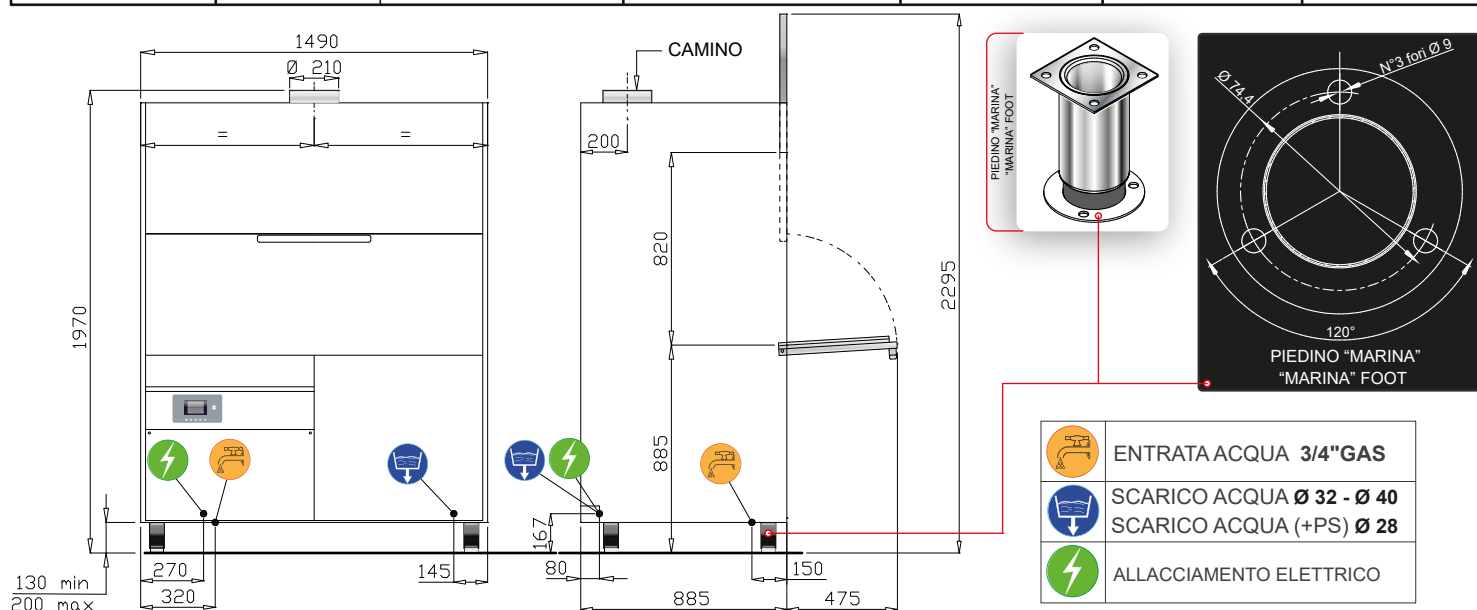 1490
Ø 210
CAMINO
=
=
200
820
2295
1970
885
167
130 min
200 max
270
320
145
80
150
885
475
PIEDINO "MARINA"
"MARINA" FOOT
N°3 fori Ø 9
Ø 74,4
120°
PIEDINO “MARINA”
“MARINA” FOOT
ENTRATA ACQUA 3/4"GAS
SCARICO ACQUA Ø 32 - Ø 40
SCARICO ACQUA (+PS) Ø 28
ALLACCIAMENTO ELETTRICO